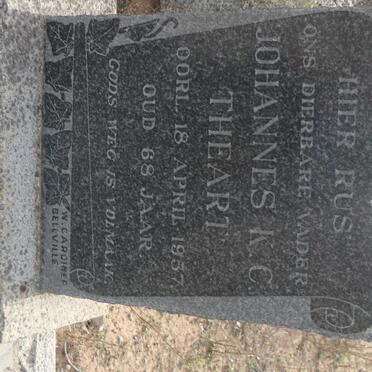 HIER RUS
ONS DIERBARE VADER
JOHANNES K. C.
THEART
OORL. 18 APRIL 1957
OUD 68 JAAR
GODS WEG IS VOLMAAK
W. GARDINER
BELLVILLE